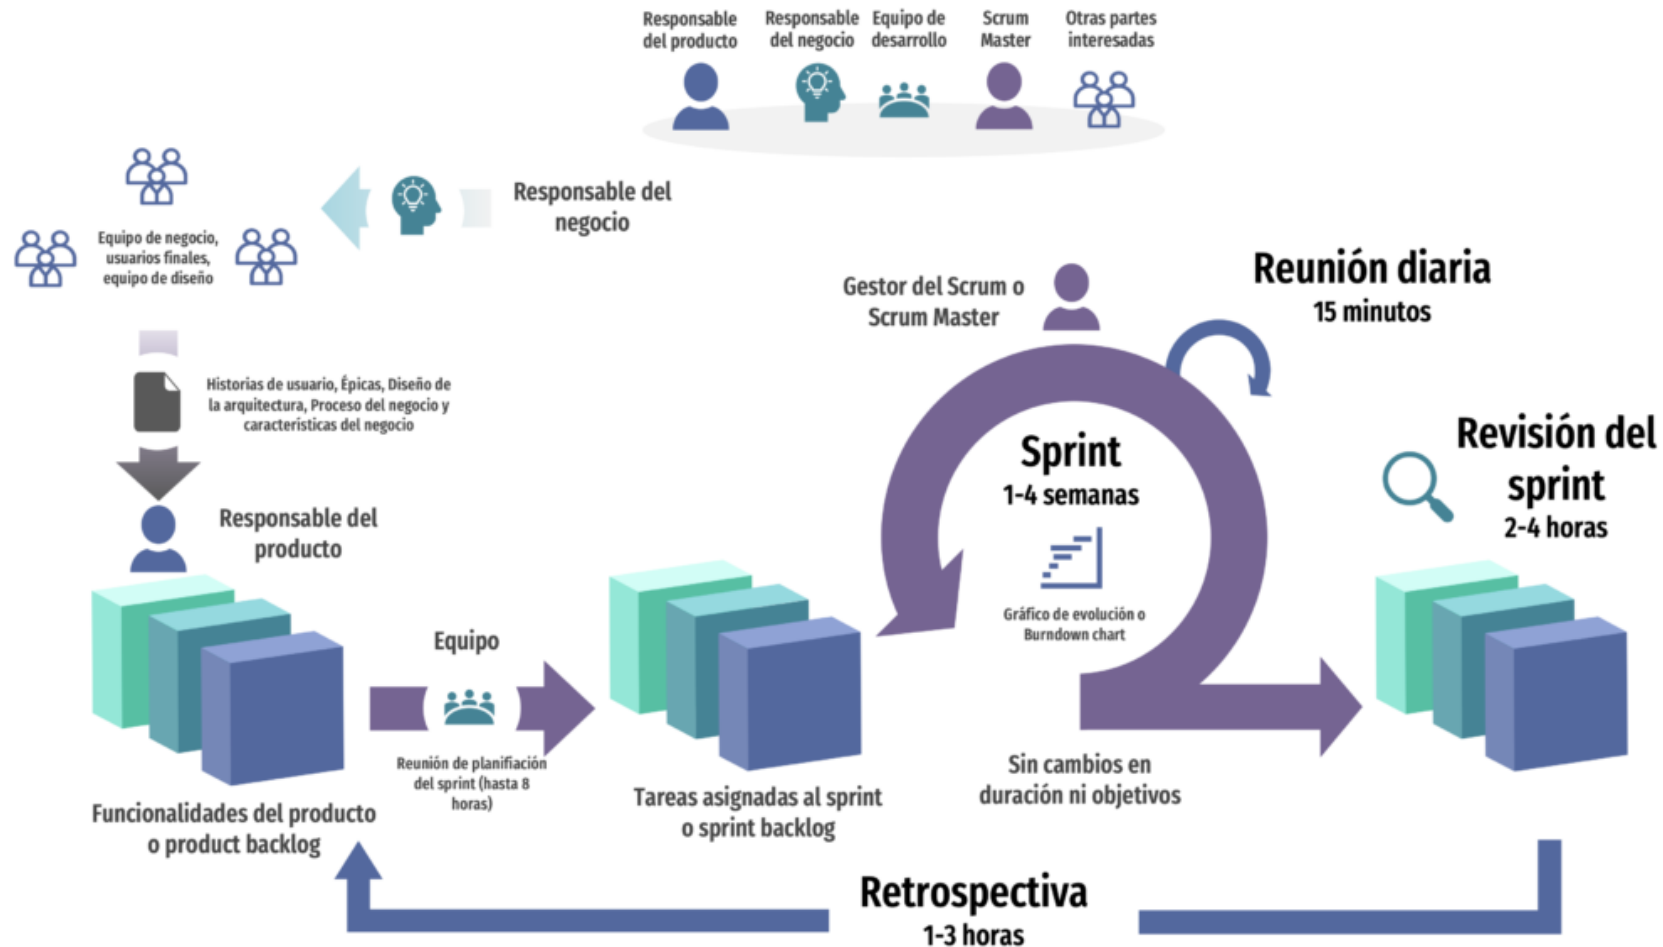 Responsable
del producto
Responsable
del negocio
Equipo de
desarrollo
Scrum
Master
Otras partes
interesadas
Responsable del
negocio
Equipo de negocio,
usuarios finales,
equipo de diseño
Historias de usuario, Épicas, Diseño de
la arquitectura, Proceso del negocio y
características del negocio
Responsable del
producto
Funcionalidades del producto
o product backlog
Equipo
Reunión de planifiación
del sprint (hasta 8
horas)
Tareas asignadas al sprint
o sprint backlog
Gestor del Scrum o
Scrum Master
Reunión diaria
15 minutos
Sprint
1-4 semanas
Gráfico de evolución o
Burndown chart
Sin cambios en
duración ni objetivos
Revisión del
sprint
2-4 horas
Retrospectiva
1-3 horas